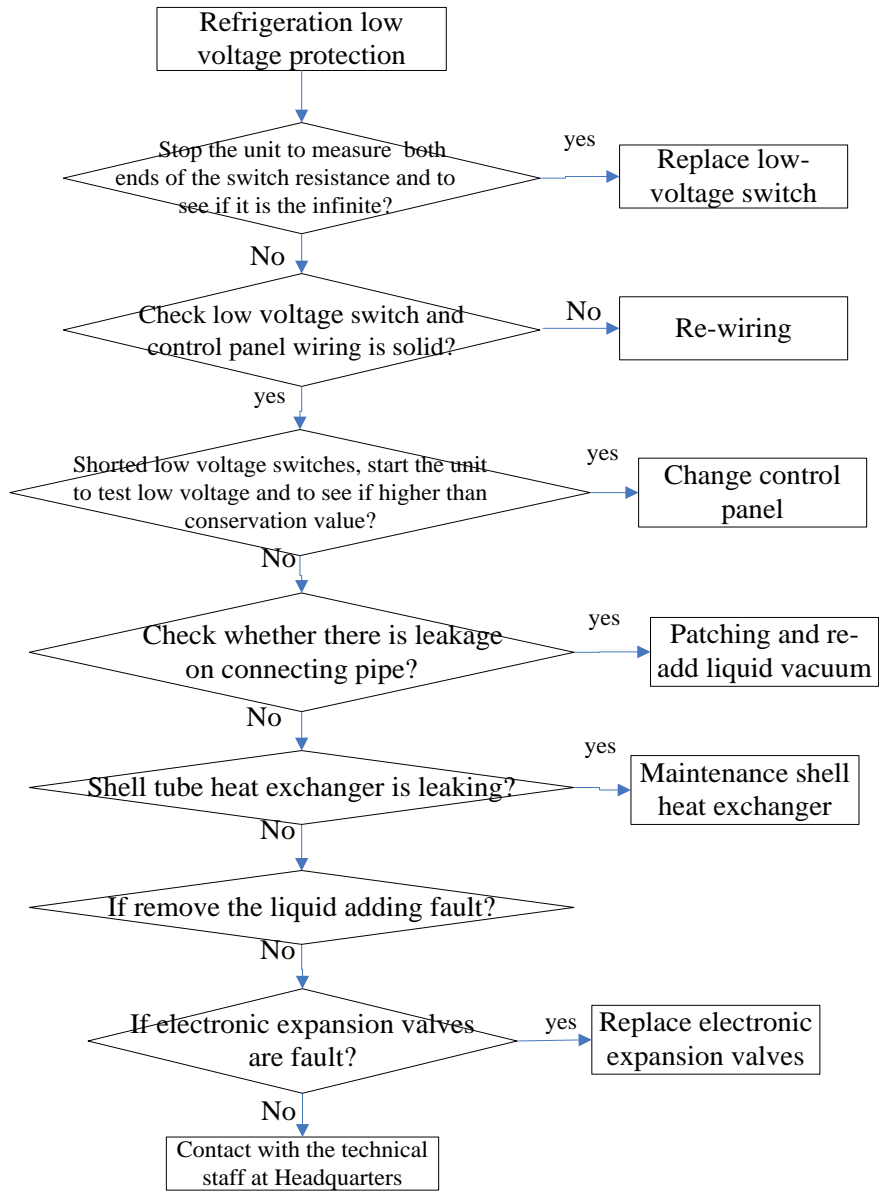 Refrigeration low
voltage protection
Stop the unit to measure both
ends of the switch resistance and to
see if it is the infinite?
yes
Replace low-
voltage switch
No
Check low voltage switch and
control panel wiring is solid?
No
Re-wiring
yes
Shorted low voltage switches, start the unit
to test low voltage and to see if higher than
conservation value?
yes
Change control
panel
No
Check whether there is leakage
on connecting pipe?
yes
Patching and re-
add liquid vacuum
No
Shell tube heat exchanger is leaking?
yes
Maintenance shell
heat exchanger
No
If remove the liquid adding fault?
No
If electronic expansion valves
are fault?
yes
Replace electronic
expansion valves
No
Contact with the technical
staff at Headquarters